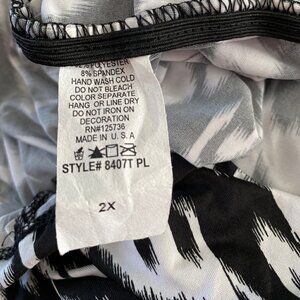 8% SPANDEX
HAND WASH COLD
DO NOT BLEACH
COLOR SEPARATE
HANG OR LINE DRY
DO NOT IRON ON
DECORATION
RN#125736
MADE IN U.S.A
STYLE# 8407T PL
2X